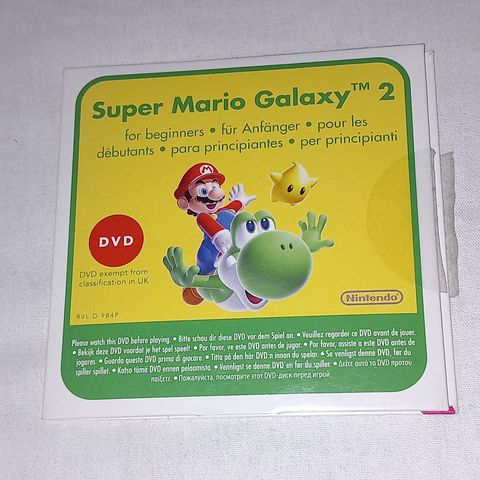 Super Mario Galaxy™ 2
for beginners • für Anfänger • pour les
débutants • para principiantes • per principianti
DVD
DVD exempt from
classification in UK
RVL-D-9B4P
Nintendo
Please watch this DVD before playing. • Bitte schau dir diese DVD vor dem Spiel an. • Veuillez regarder ce DVD avant de jouer.
• Bekijk deze DVD voordat je het spel speelt! • Por favor, ve este DVD antes de jugar. • Por favor, assiste a este DVD antes de
jogares. • Guarda questo DVD prima di giocare. • Titta på den här DVD:n innan du spelar. • Se venligst denne DVD, før du
spiller spillet. • Katso tämä DVD ennen pelaamista. • Vennligst se denne DVD'en før du spiller. • Δείτε αυτό το DVD προτού
παίξετε. • Пожалуйста, посмотрите этот DVD-диск перед игрой.